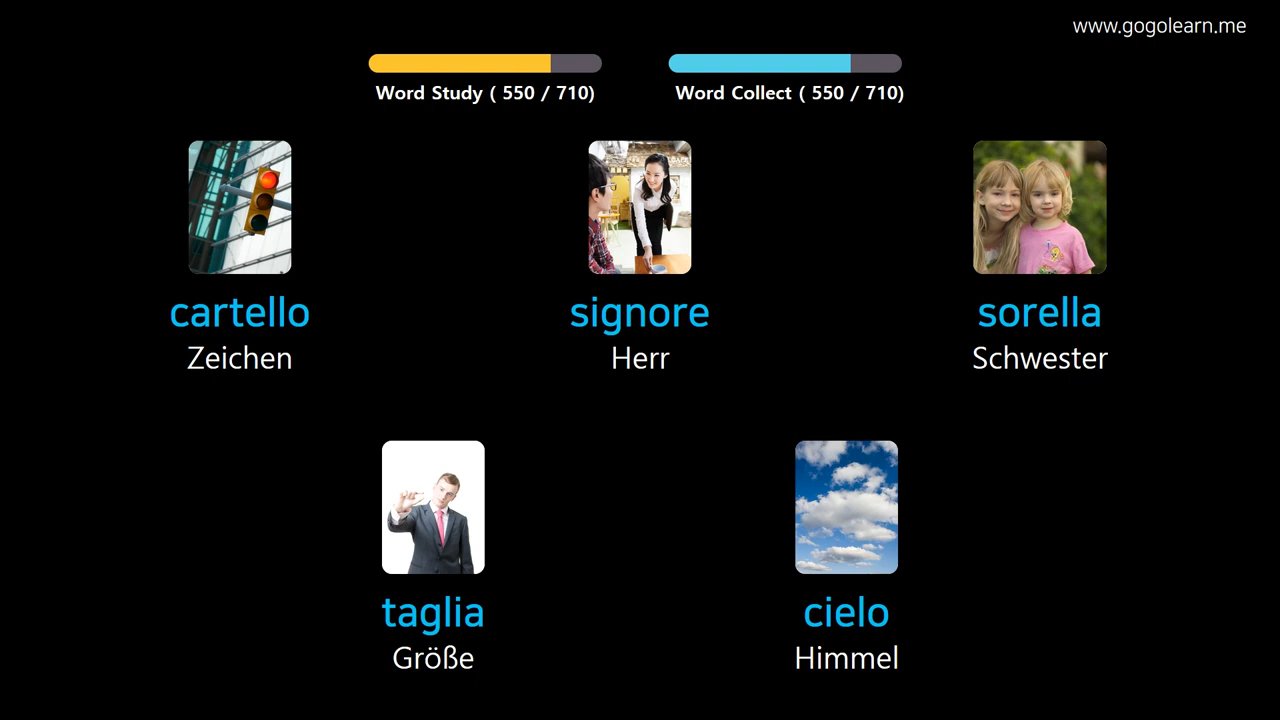 www.gogolearn.me
Word Study ( 550 / 710)
Word Collect ( 550 / 710)
cartello
Zeichen
signore
Herr
sorella
Schwester
taglia
Größe
cielo
Himmel